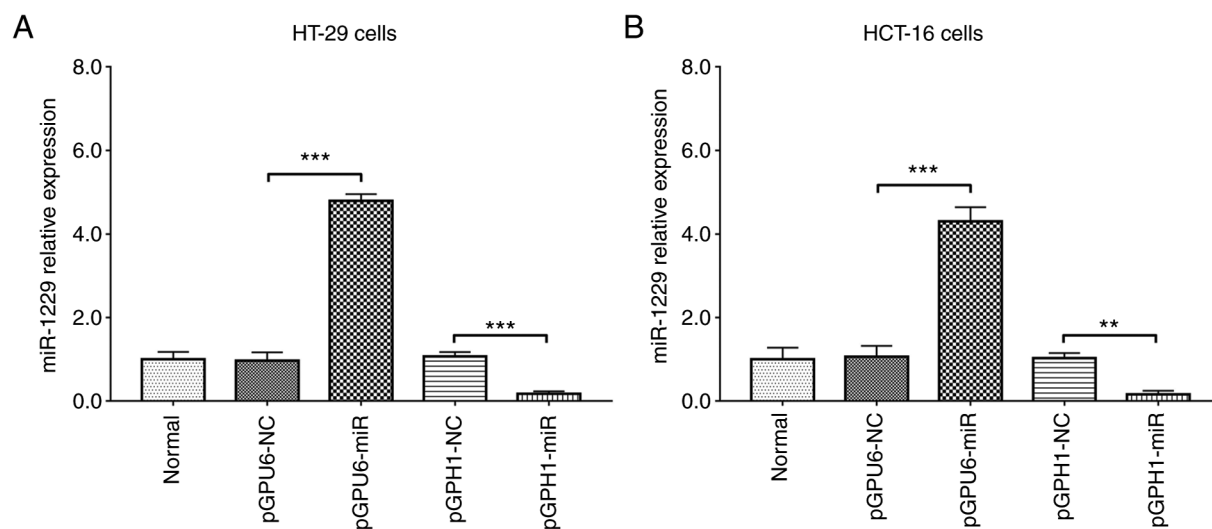 A
HT-29 cells
miR-1229 relative expression
8.0
6.0
4.0
2.0
0.0
***
***
Normal
pGPU6-NC
pGPU6-miR
pGPH1-NC
pGPH1-miR
B
HCT-16 cells
miR-1229 relative expression
8.0
6.0
4.0
2.0
0.0
***
**
Normal
pGPU6-NC
pGPU6-miR
pGPH1-NC
pGPH1-miR